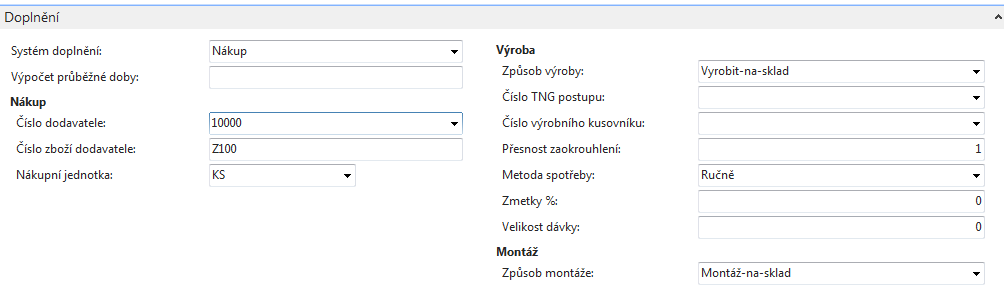 Doplnění
Systém doplnění: Nákup
Výpočet průběžné doby:
Nákup
Číslo dodavatele: 10000
Číslo zboží dodavatele: Z100
Nákupní jednotka: KS
Výroba
Způsob výroby: Vyrobit-na-sklad
Číslo TNG postupu:
Číslo výrobního kusovníku:
Přesnost zaokrouhlení: 1
Metoda spotřeby: Ručně
Zmetky %: 0
Velikost dávky: 0
Montáž
Způsob montáže: Montáž-na-sklad